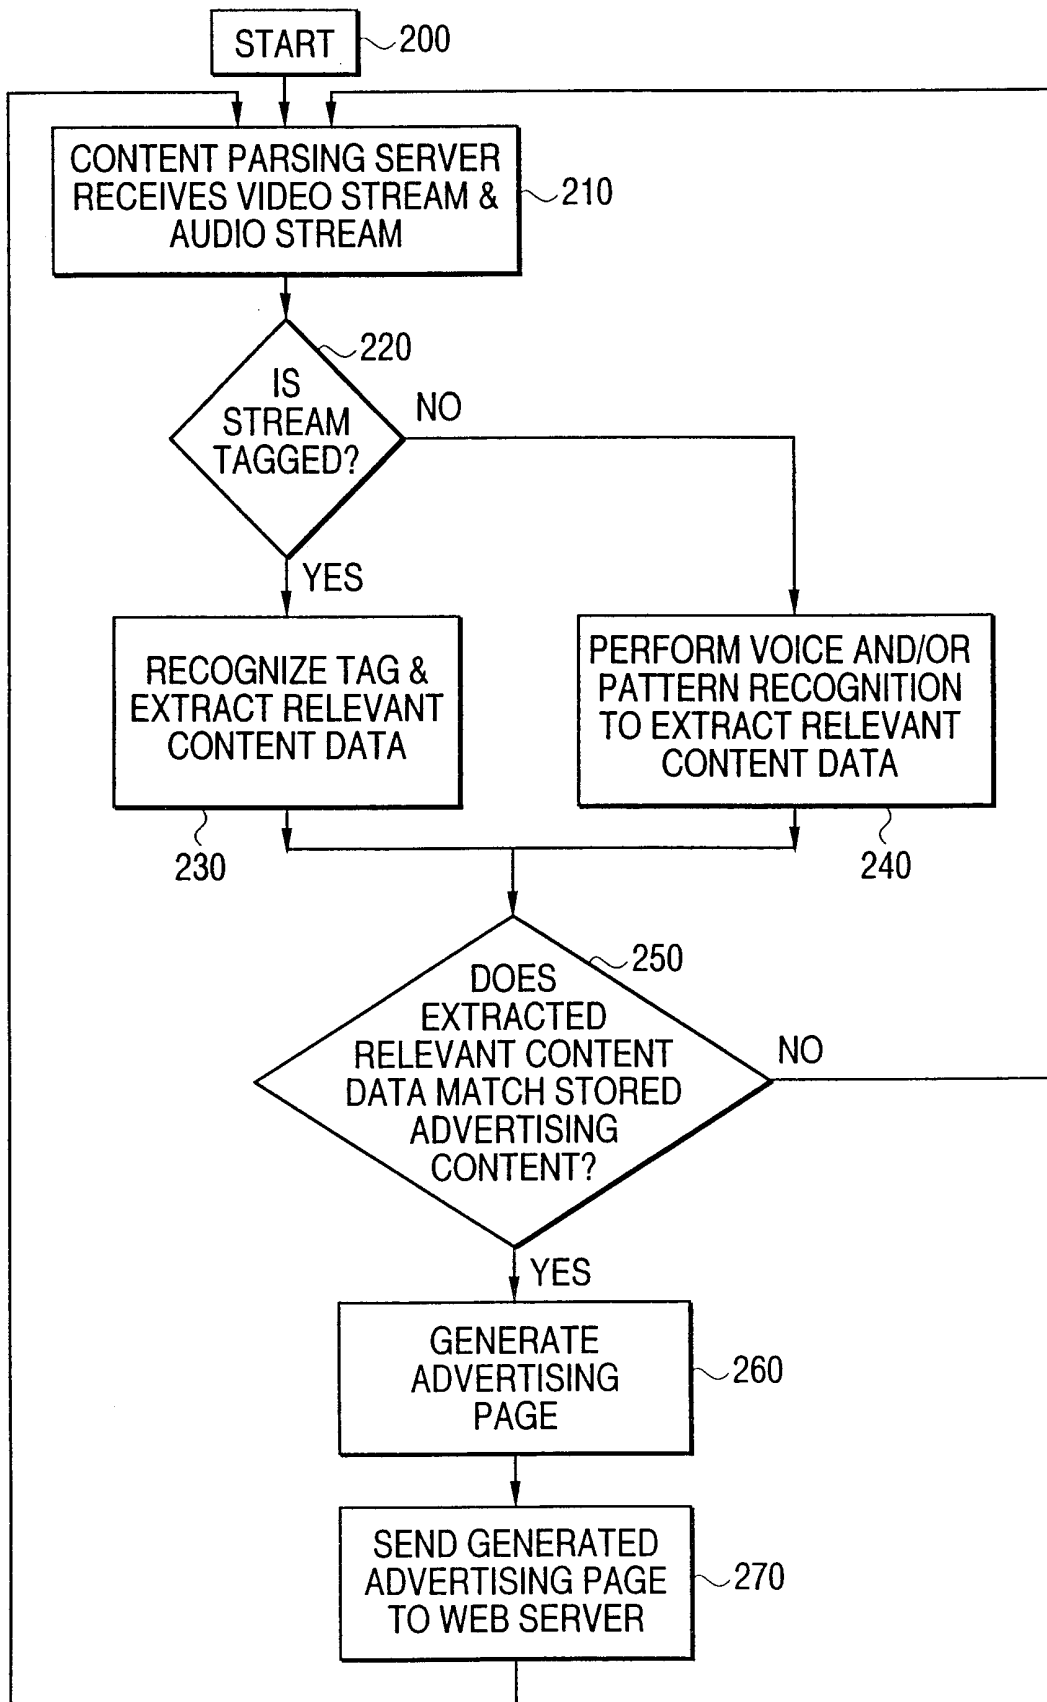 START
200
CONTENT PARSING SERVER
RECEIVES VIDEO STREAM &
AUDIO STREAM
210
220
IS
STREAM
TAGGED?
NO
YES
RECOGNIZE TAG &
EXTRACT RELEVANT
CONTENT DATA
230
PERFORM VOICE AND/OR
PATTERN RECOGNITION
TO EXTRACT RELEVANT
CONTENT DATA
240
250
DOES
EXTRACTED
RELEVANT CONTENT
DATA MATCH STORED
ADVERTISING
CONTENT?
NO
YES
GENERATE
ADVERTISING
PAGE
260
SEND GENERATED
ADVERTISING PAGE
TO WEB SERVER
270